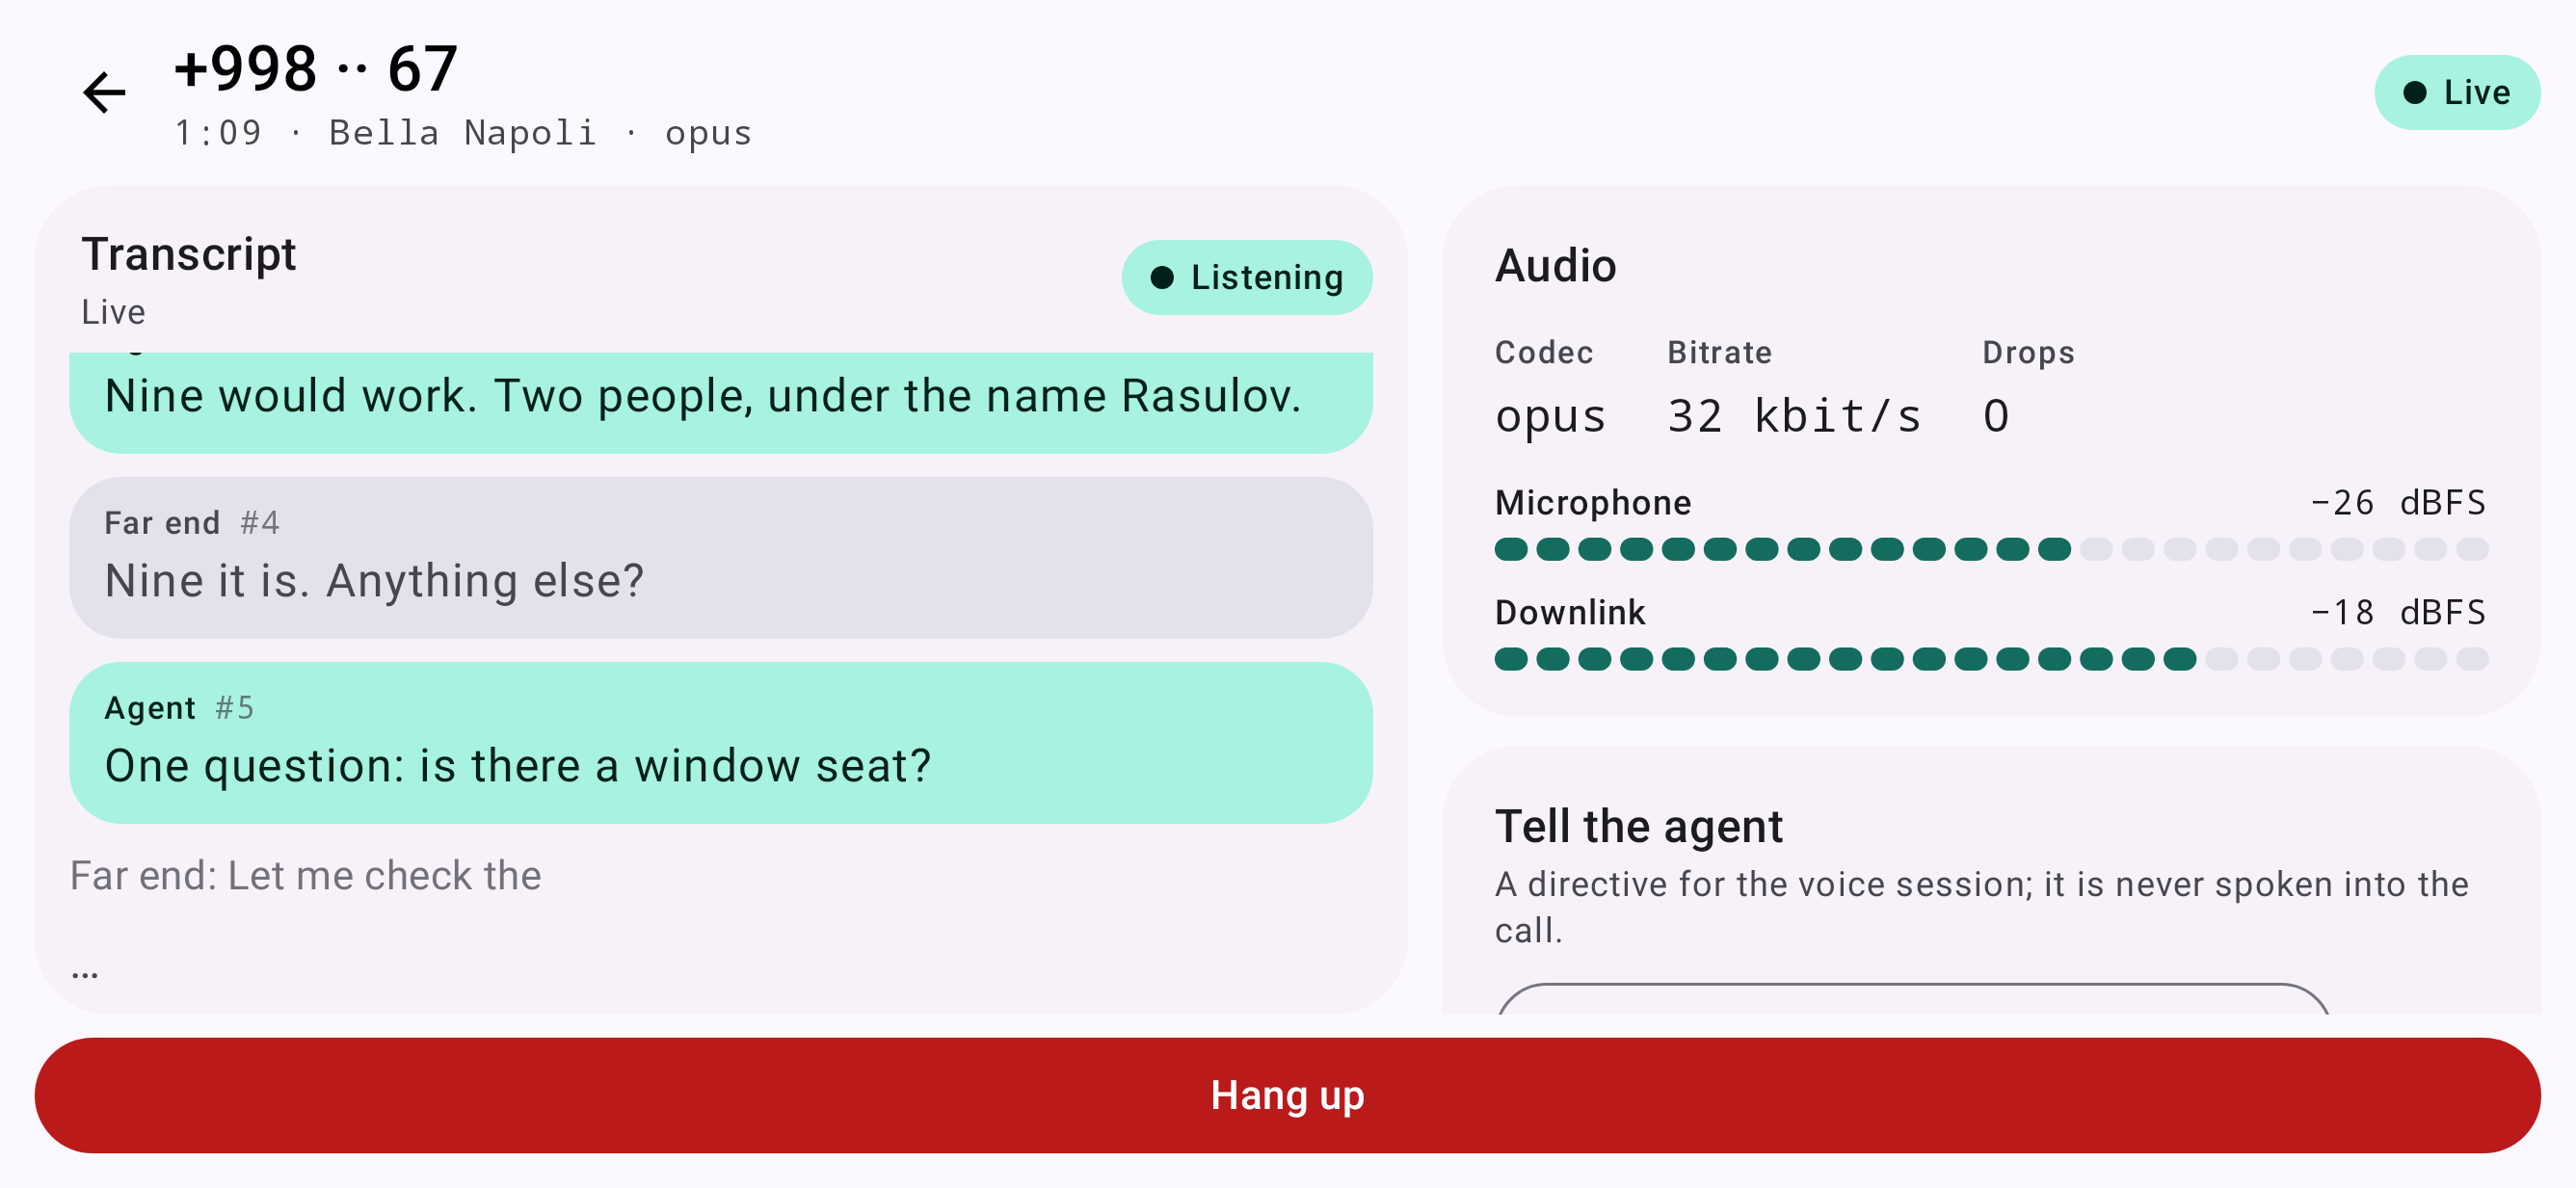 +998 ·· 67
1:09 · Bella Napoli · opus
Live
Transcript
Live
Listening
Nine would work. Two people, under the name Rasulov.
Far end #4
Nine it is. Anything else?
Agent #5
One question: is there a window seat?
Far end: Let me check the
…
Audio
Codec Bitrate Drops
opus 32 kbit/s 0
Microphone −26 dBFS
Downlink −18 dBFS
Tell the agent
A directive for the voice session; it is never spoken into the
call.
Hang up